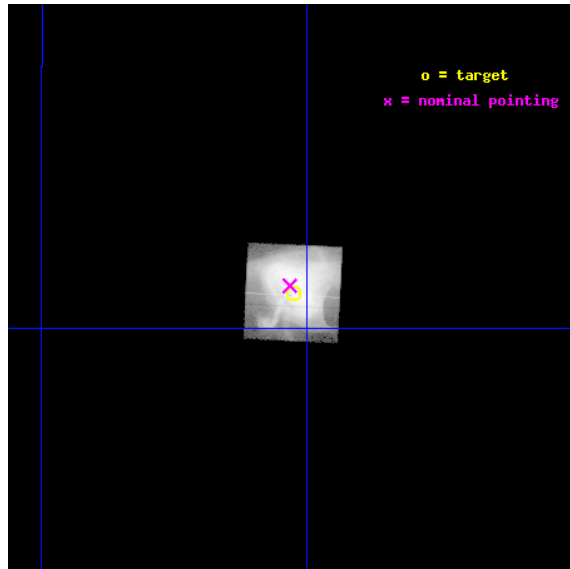 o = target
x = nominal pointing